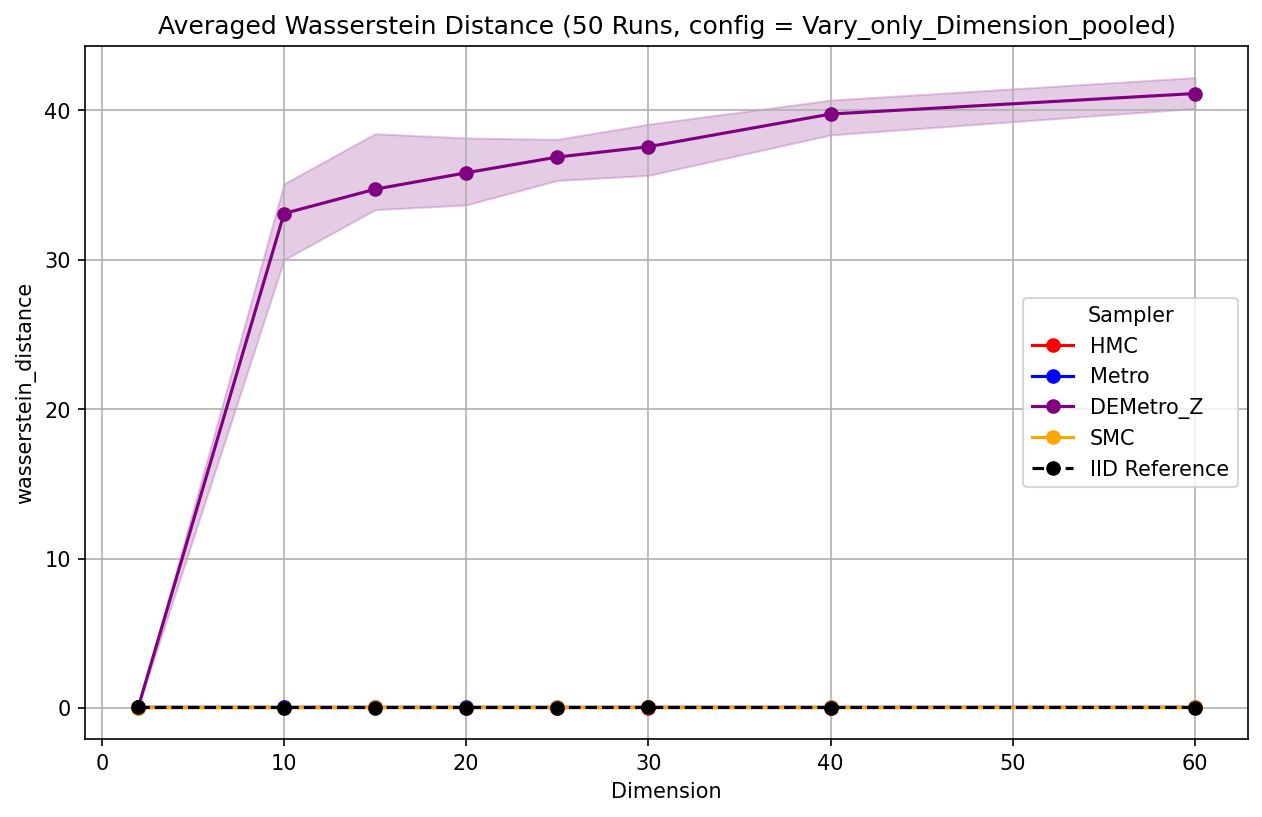 Averaged Wasserstein Distance (50 Runs, config = Vary_only_Dimension_pooled)
wasserstein_distance
40
30
20
10
0
Sampler
HMC
Metro
DEMetro_Z
SMC
IID Reference
0 10 20 30 40 50 60
Dimension